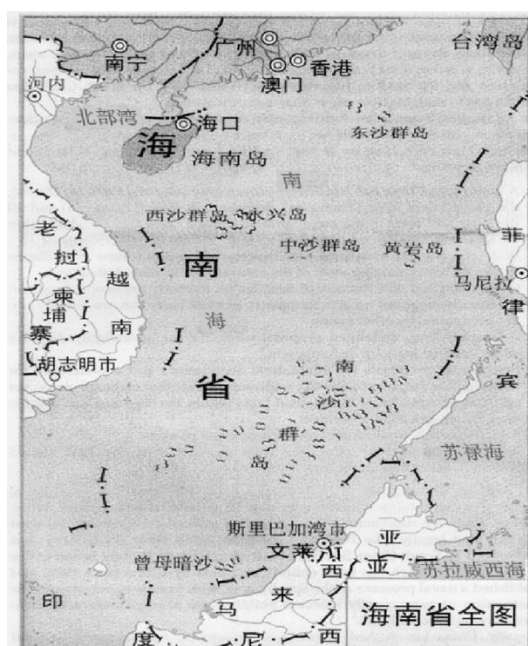 南宁
广州
香港
澳门
台湾岛
河内
北部湾
海口
海南岛
东沙群岛
南海
西沙群岛
永兴岛
中沙群岛
黄岩岛
海南省
老挝
越南
柬埔寨
胡志明市
菲律宾
马尼拉
南沙群岛
苏禄海
斯里巴加湾市
文莱
曾母暗沙
马来西亚
苏拉威西海
印度尼西亚
海南省全图